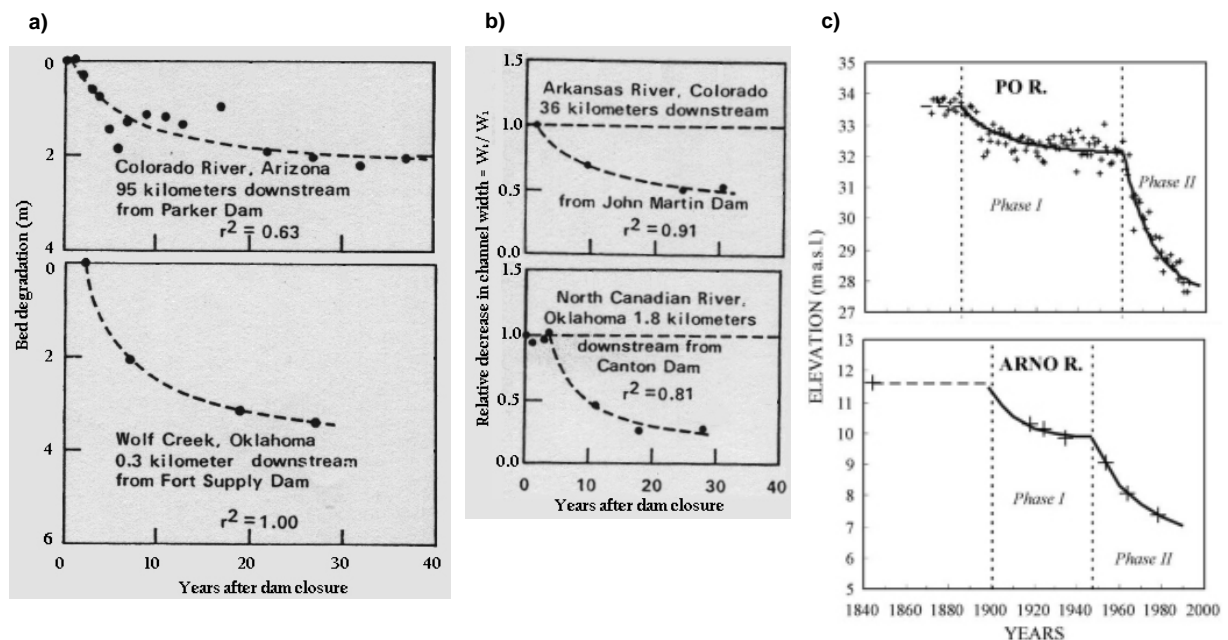 a)
b)
c)
Bed degradation (m)
0
2
4
Colorado River, Arizona
95 kilometers downstream
from Parker Dam
r² = 0.63
0
2
4
6
Wolf Creek, Oklahoma
0.3 kilometer downstream
from Fort Supply Dam
r² = 1.00
0
10
20
30
40
Years after dam closure
Relative decrease in channel width = Wₜ/ W₁
1.5
1.0
0.5
0.0
Arkansas River, Colorado
36 kilometers downstream
from John Martin Dam
r² = 0.91
1.5
1.0
0.5
0.0
North Canadian River,
Oklahoma 1.8 kilometers
downstream from
Canton Dam
r² = 0.81
0
10
20
30
40
Years after dam closure
ELEVATION (m a.s.l.)
35
34
33
32
31
30
29
28
27
PO R.
Phase I
Phase II
13
12
11
10
9
8
7
6
5
ARNO R.
Phase I
Phase II
1840 1860 1880 1900 1920 1940 1960 1980 2000
YEARS